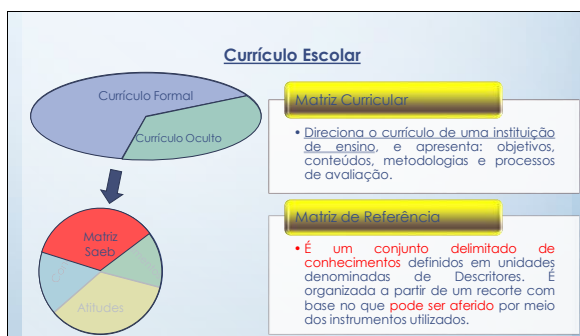 Currículo Escolar
Currículo Formal
Currículo Oculto
Matriz
Saeb
Atitudes
Matriz Curricular
• Direciona o currículo de uma instituição
de ensino, e apresenta: objetivos,
conteúdos, metodologias e processos
de avaliação.
Matriz de Referência
• É um conjunto delimitado de
conhecimentos definidos em unidades
denominadas de Descritores. É
organizada a partir de um recorte com
base no que pode ser aferido por meio
dos instrumentos utilizados.